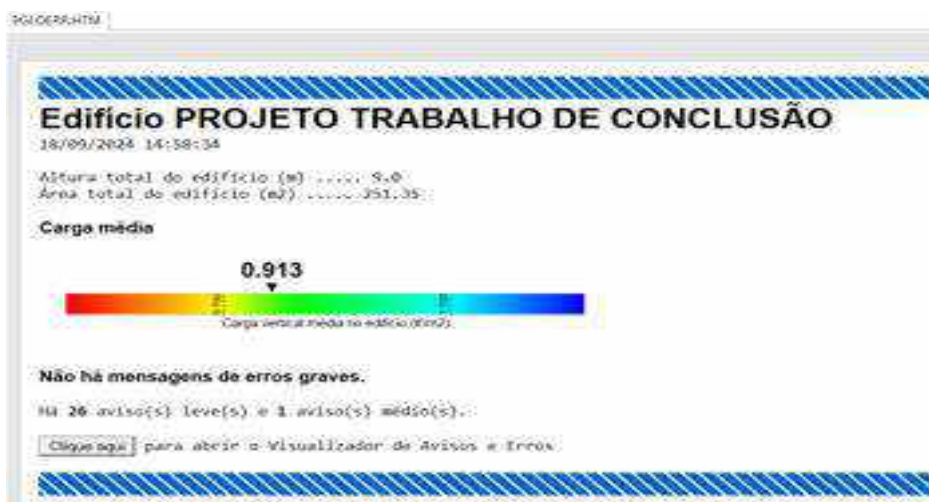 Edifício PROJETO TRABALHO DE CONCLUSÃO
18/09/2024 14:58:34
Altura total do edifício (m) ..... 9.0
Área total do edifício (m2) ..... 251.35
Carga média
0.913
Carga vertical média no edifício (tf/m2)
Não há mensagens de erros graves.
Há 26 aviso(s) leve(s) e 1 aviso(s) médio(s).
Clique aqui para abrir o Visualizador de Avisos e Erros